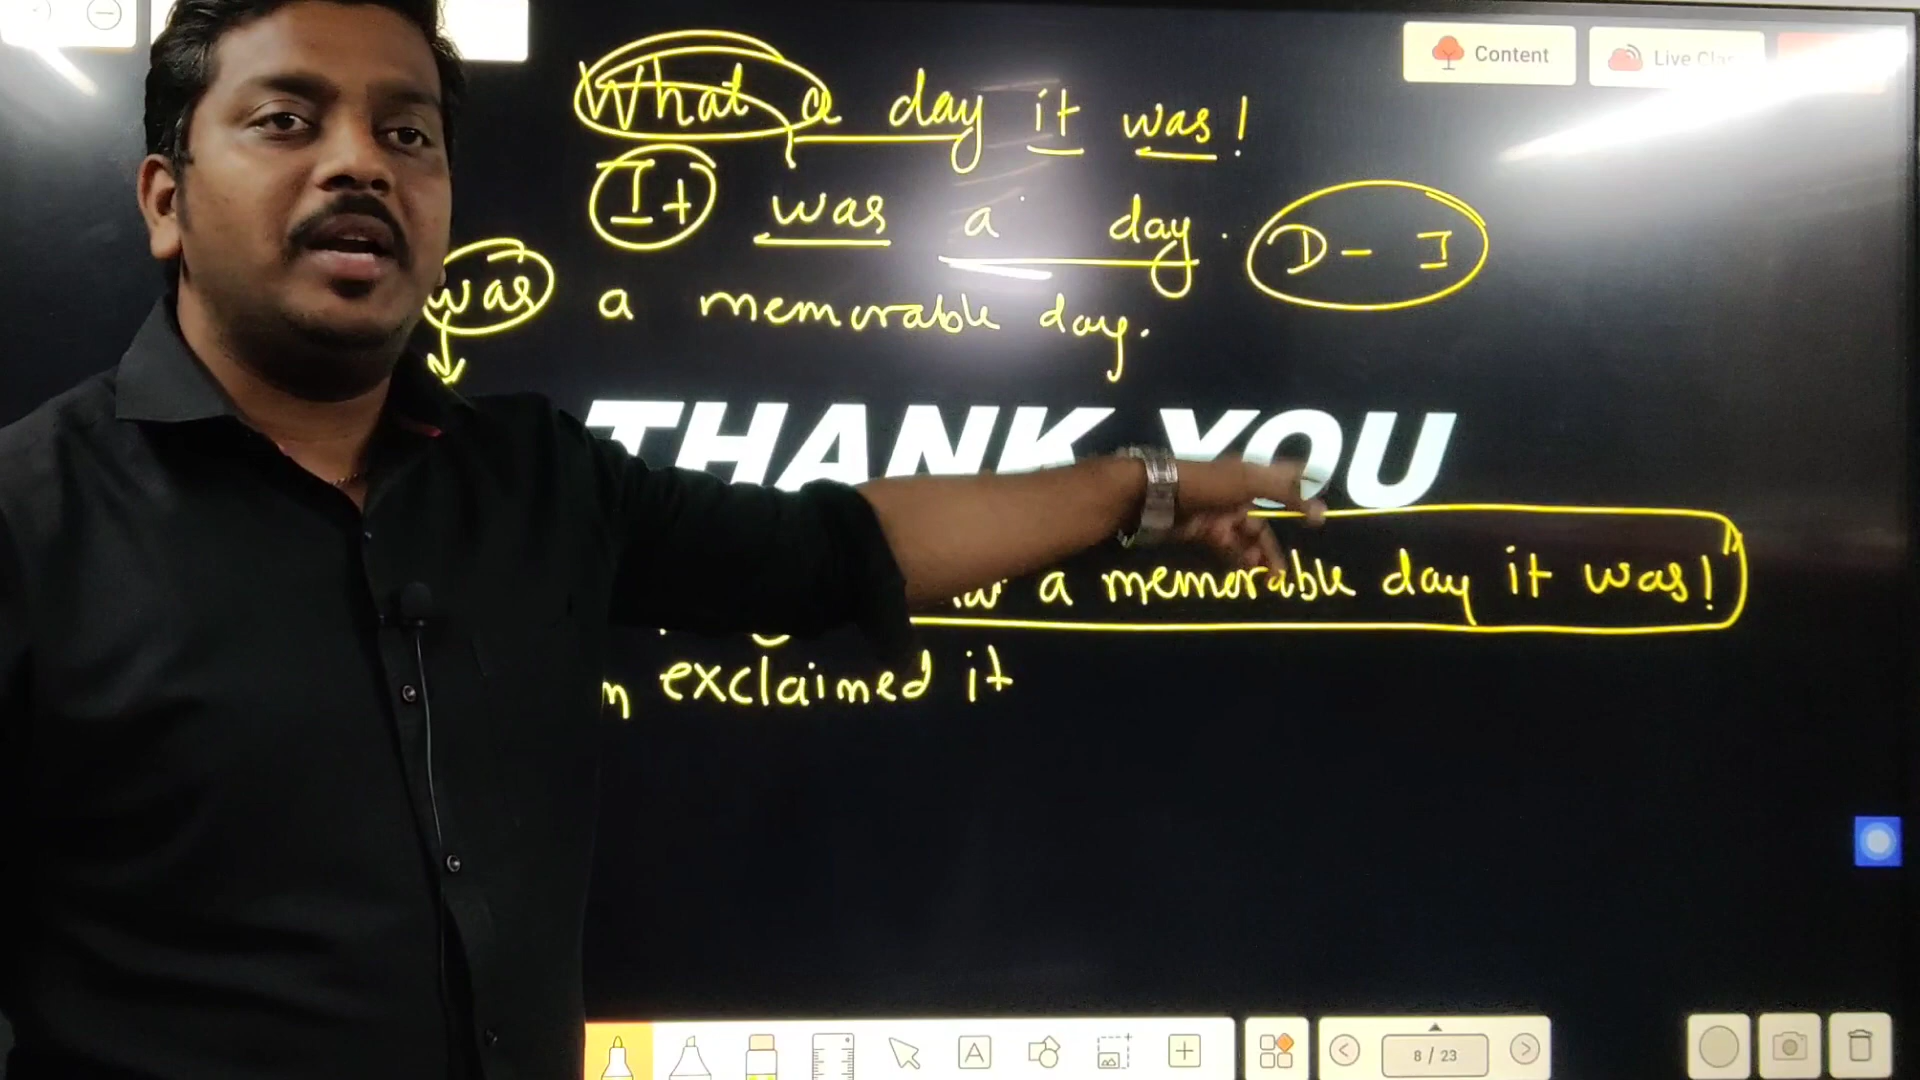 Content
Live
What a day it was!
It was a day. D - I
was a memorable day.
THANK YOU
a memorable day it was!"
exclaimed it
8 / 23